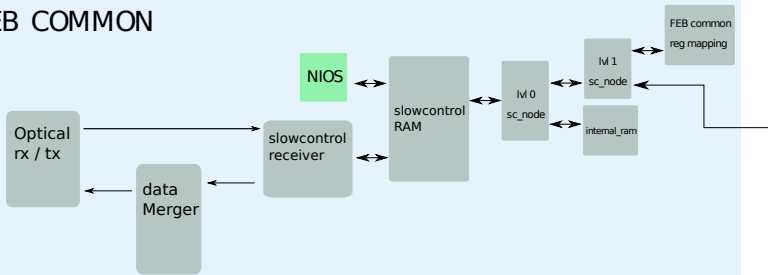 EB COMMON
FEB common
reg mapping
NIOS
lvl 1
sc_node
lvl 0
sc_node
slowcontrol
RAM
internal_ram
Optical
rx / tx
slowcontrol
receiver
data
Merger